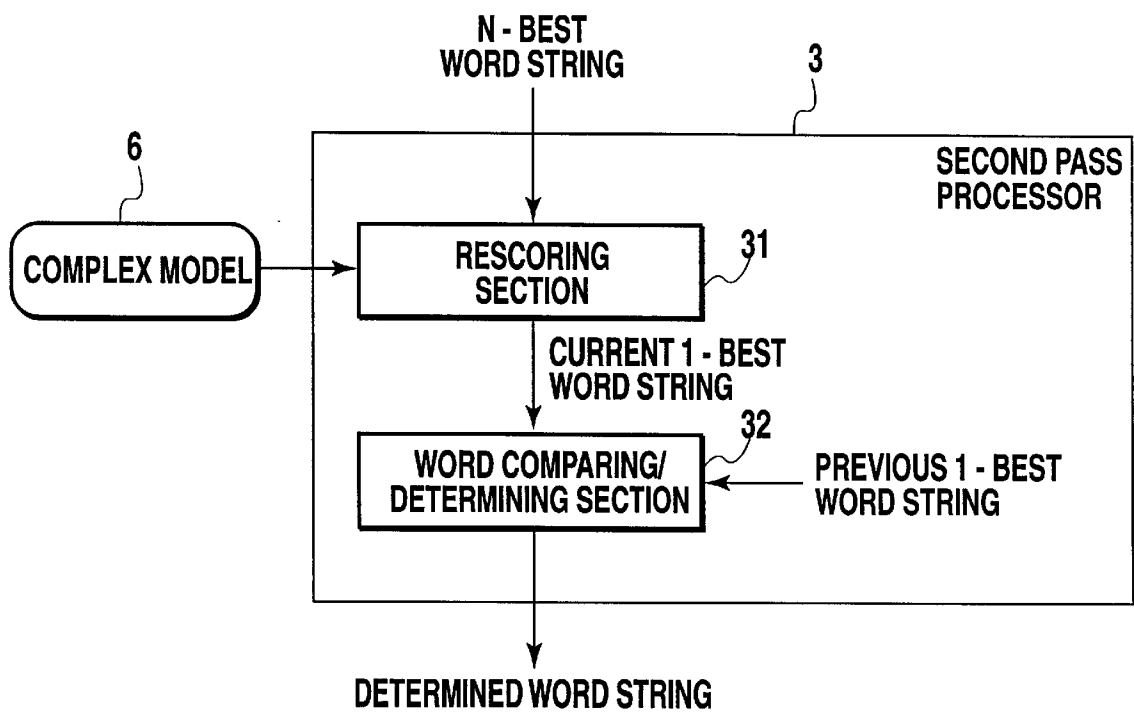 N - BEST
WORD STRING
3
6
SECOND PASS
PROCESSOR
COMPLEX MODEL
RESCORING
SECTION
31
CURRENT 1 - BEST
WORD STRING
32
WORD COMPARING/
DETERMINING SECTION
PREVIOUS 1 - BEST
WORD STRING
DETERMINED WORD STRING